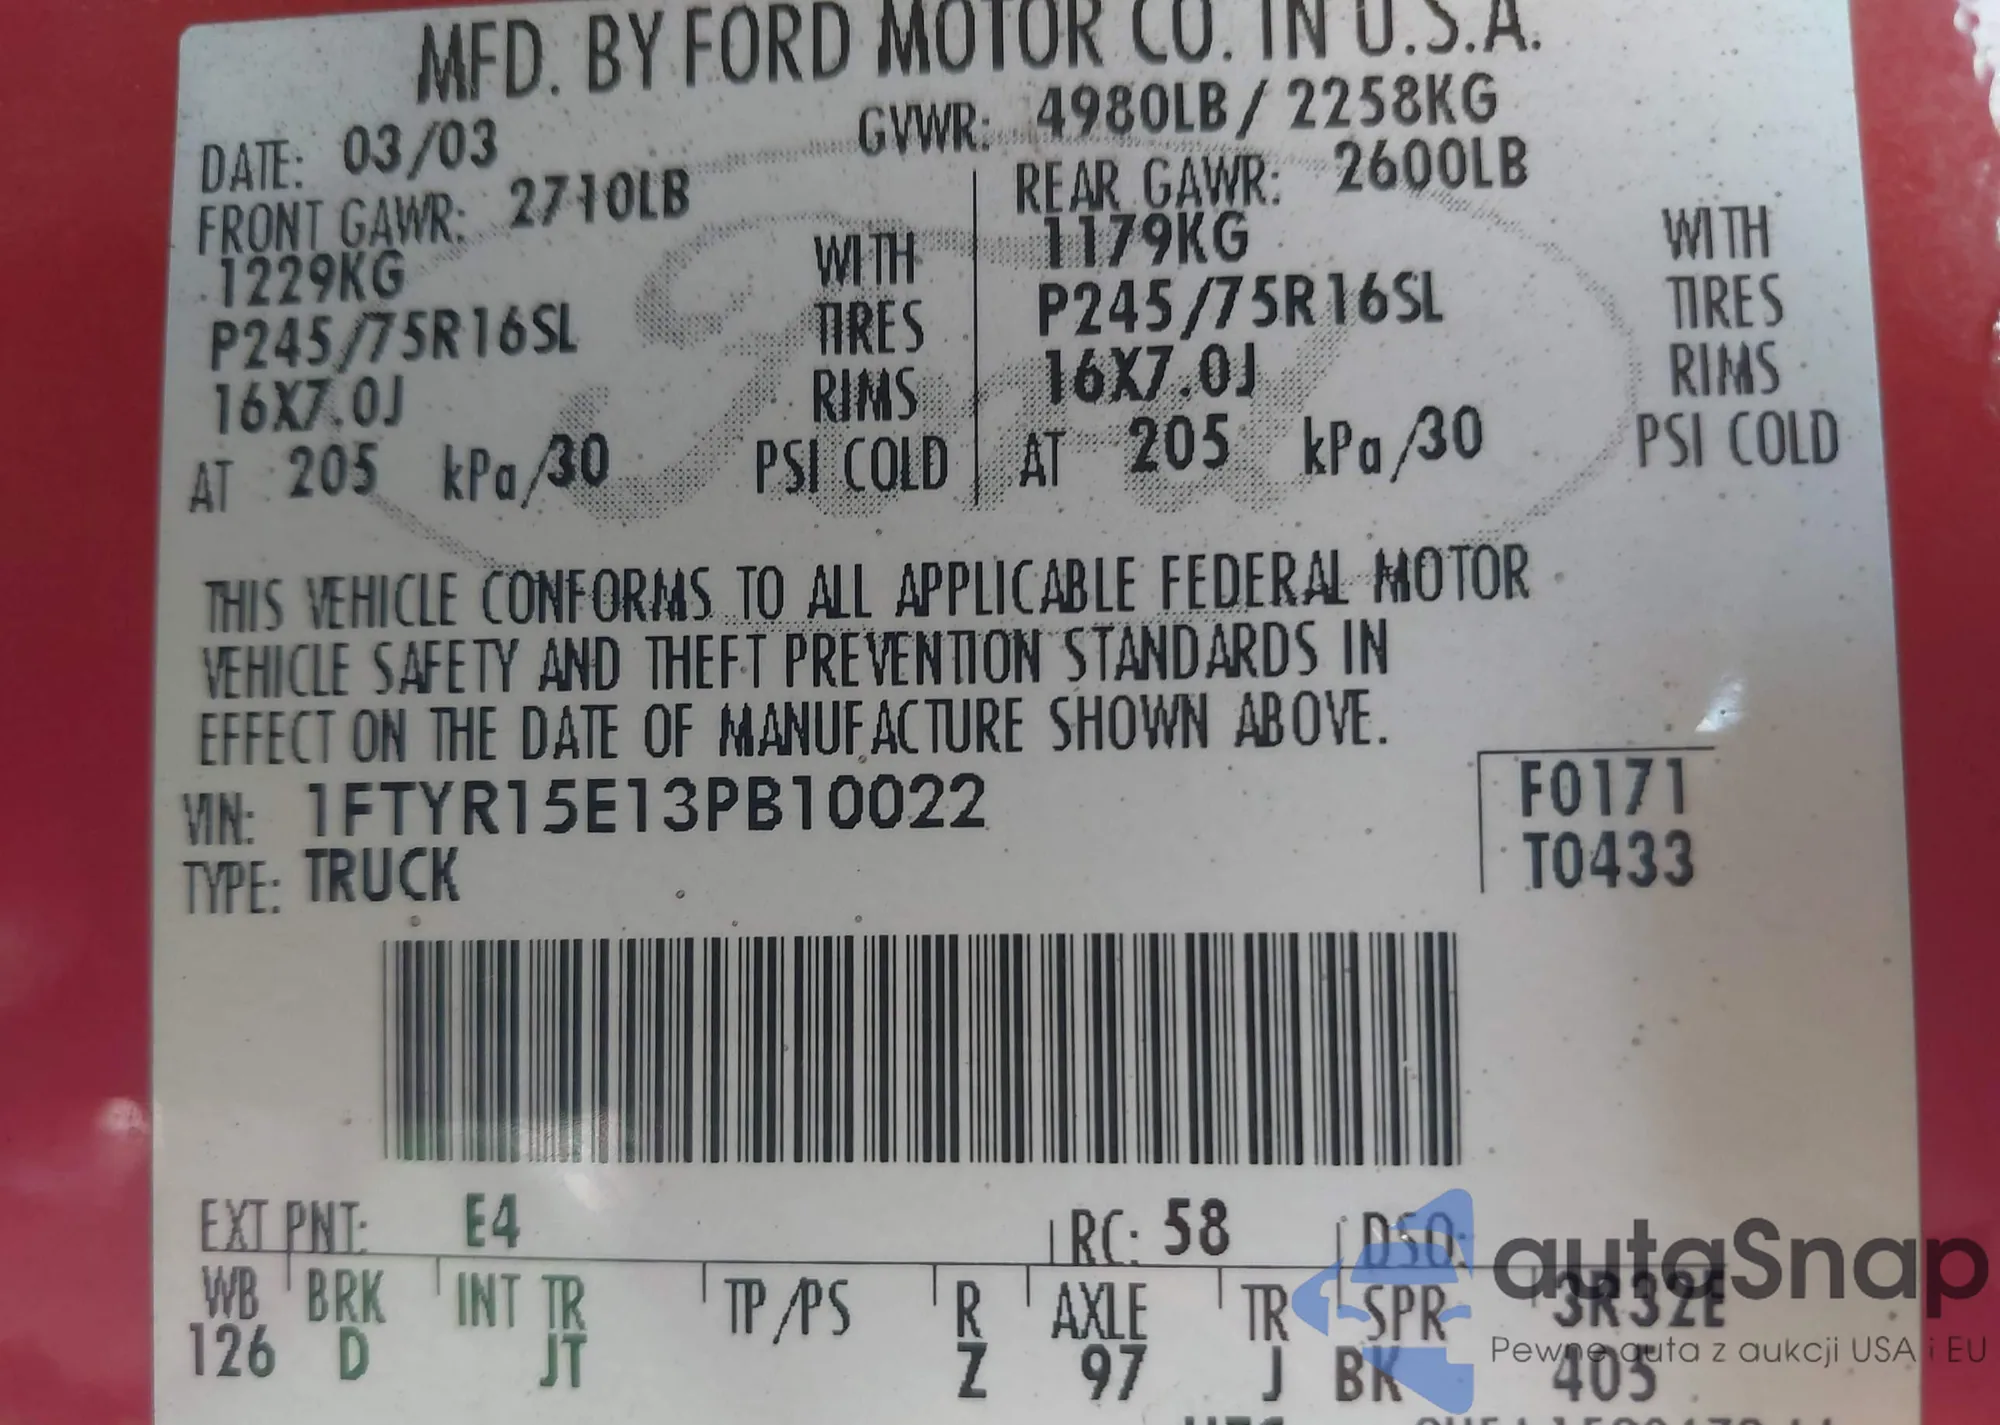 MFD. BY FORD MOTOR CO. IN U.S.A.
DATE: 03/03
GVWR: 4980LB / 2258KG
FRONT GAWR: 2710LB
1229KG WITH
P245/75R16SL TIRES
16X7.0J RIMS
AT 205 kPa/30 PSI COLD
REAR GAWR: 2600LB
1179KG WITH
P245/75R16SL TIRES
16X7.0J RIMS
AT 205 kPa/30 PSI COLD
THIS VEHICLE CONFORMS TO ALL APPLICABLE FEDERAL MOTOR
VEHICLE SAFETY AND THEFT PREVENTION STANDARDS IN
EFFECT ON THE DATE OF MANUFACTURE SHOWN ABOVE.
VIN: 1FTYR15E13PB10022
TYPE: TRUCK
F0171
T0433
EXT PNT: E4 RC: 58 DSO:
WB BRK INT TR TP/PS R AXLE TR SPR 3R32E
126 D JT Z 97 J BK 405
autaSnap
Pewne auta z aukcji USA i EU